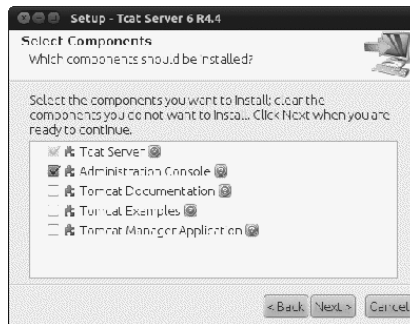 Setup - Tcat Server 6 R4.4
Select Components
Which components should be installed?
Select the components you want to install; clear the
components you do not want to install. Click Next when you are
ready to continue.
Tcat Server
Administration Console
Tomcat Documentation
Tomcat Examples
Tomcat Manager Application
< Back
Next >
Cancel